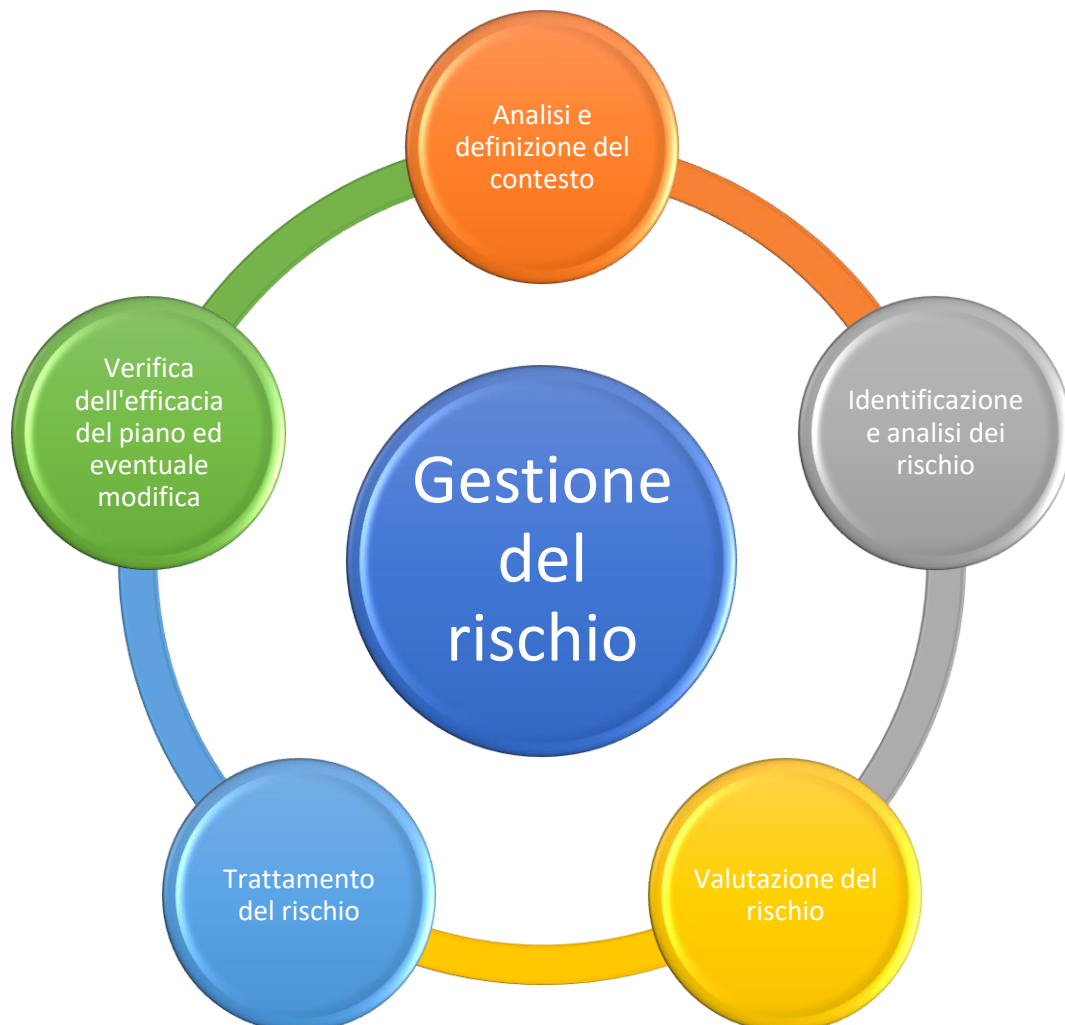 Analisi e
definizione del
contesto
Identificazione
e analisi dei
rischio
Valutazione del
rischio
Trattamento
del rischio
Verifica
dell'efficacia
del piano ed
eventuale
modifica
Gestione
del
rischio